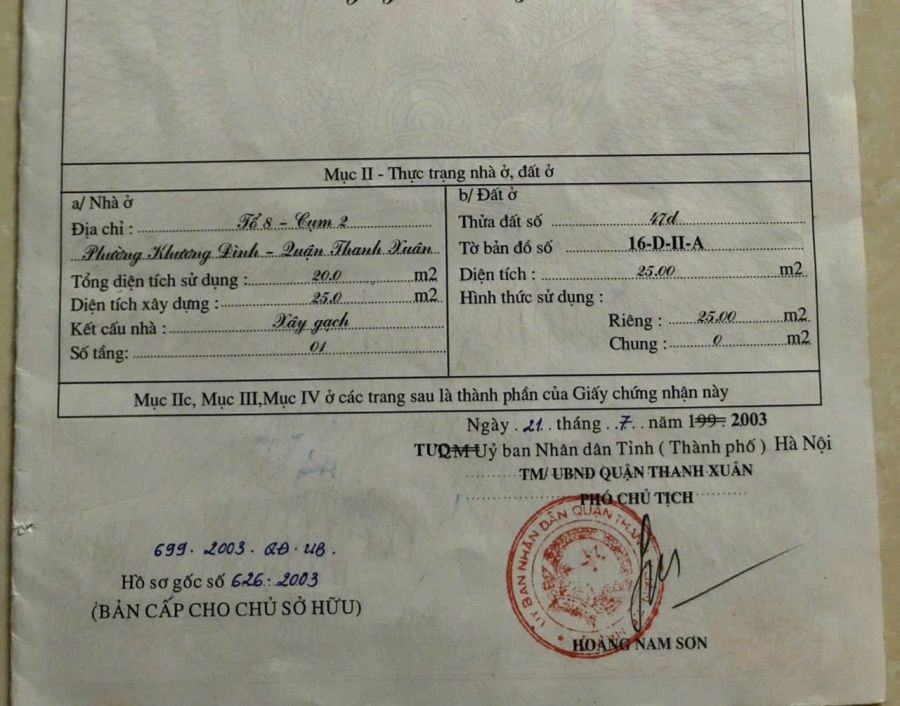 Mục II - Thực trạng nhà ở, đất ở
a/ Nhà ở
Địa chỉ : Tổ 8 - Cụm 2
Phường Khương Đình - Quận Thanh Xuân
Tổng diện tích sử dụng : 20.0 m2
Diện tích xây dựng : 25.0 m2
Kết cấu nhà : Xây gạch
Số tầng: 01
b/ Đất ở
Thửa đất số 47d
Tờ bản đồ số 16-D-II-A
Diện tích : 25.00 m2
Hình thức sử dụng :
Riêng : 25.00 m2
Chung : 0 m2
Mục IIc, Mục III,Mục IV ở các trang sau là thành phần của Giấy chứng nhận này
Ngày 21 tháng 7 năm 199 2003
TUQM Uỷ ban Nhân dân Tỉnh ( Thành phố ) Hà Nội
TM/ UBND QUẬN THANH XUÂN
PHÓ CHỦ TỊCH
ỦY BAN NHÂN DÂN QUẬN
HOÀNG NAM SƠN
699 · 2003 · QĐ · UB .
Hồ sơ gốc số 626 · 2003
(BẢN CẤP CHO CHỦ SỞ HỮU)